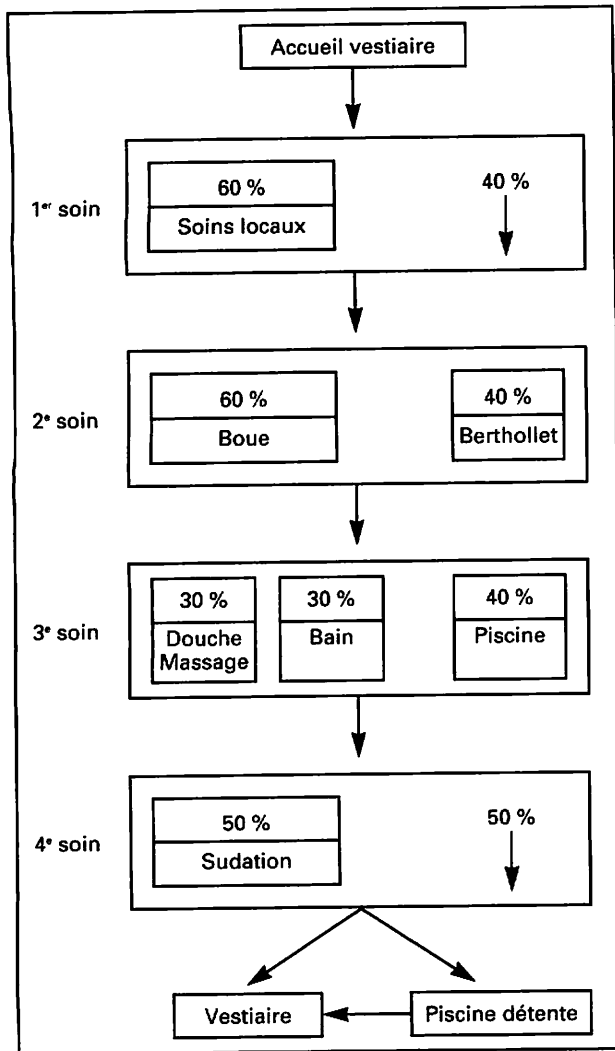 Accueil vestiaire
1er soin
60 %
Soins locaux
40 %
2e soin
60 %
Boue
40 %
Berthollet
3e soin
30 %
Douche
Massage
30 %
Bain
40 %
Piscine
4e soin
50 %
Sudation
50 %
Vestiaire
Piscine détente